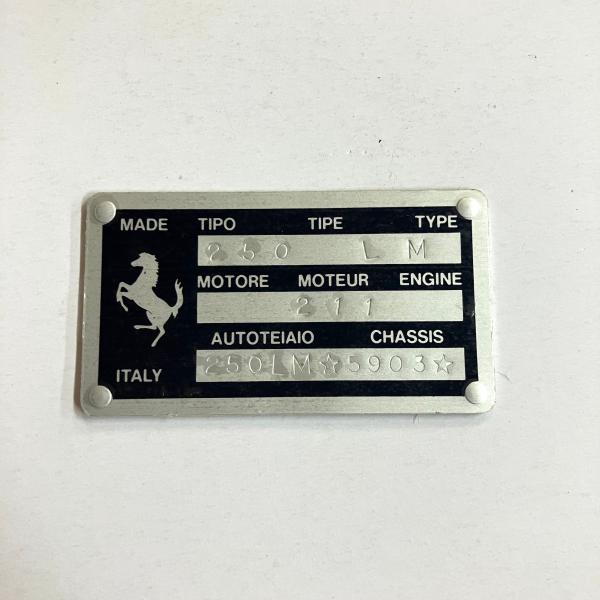 MADE TIPO TIPE TYPE
250 LM
MOTORE MOTEUR ENGINE
211
AUTOTEIAIO CHASSIS
ITALY 250LM☆5903☆